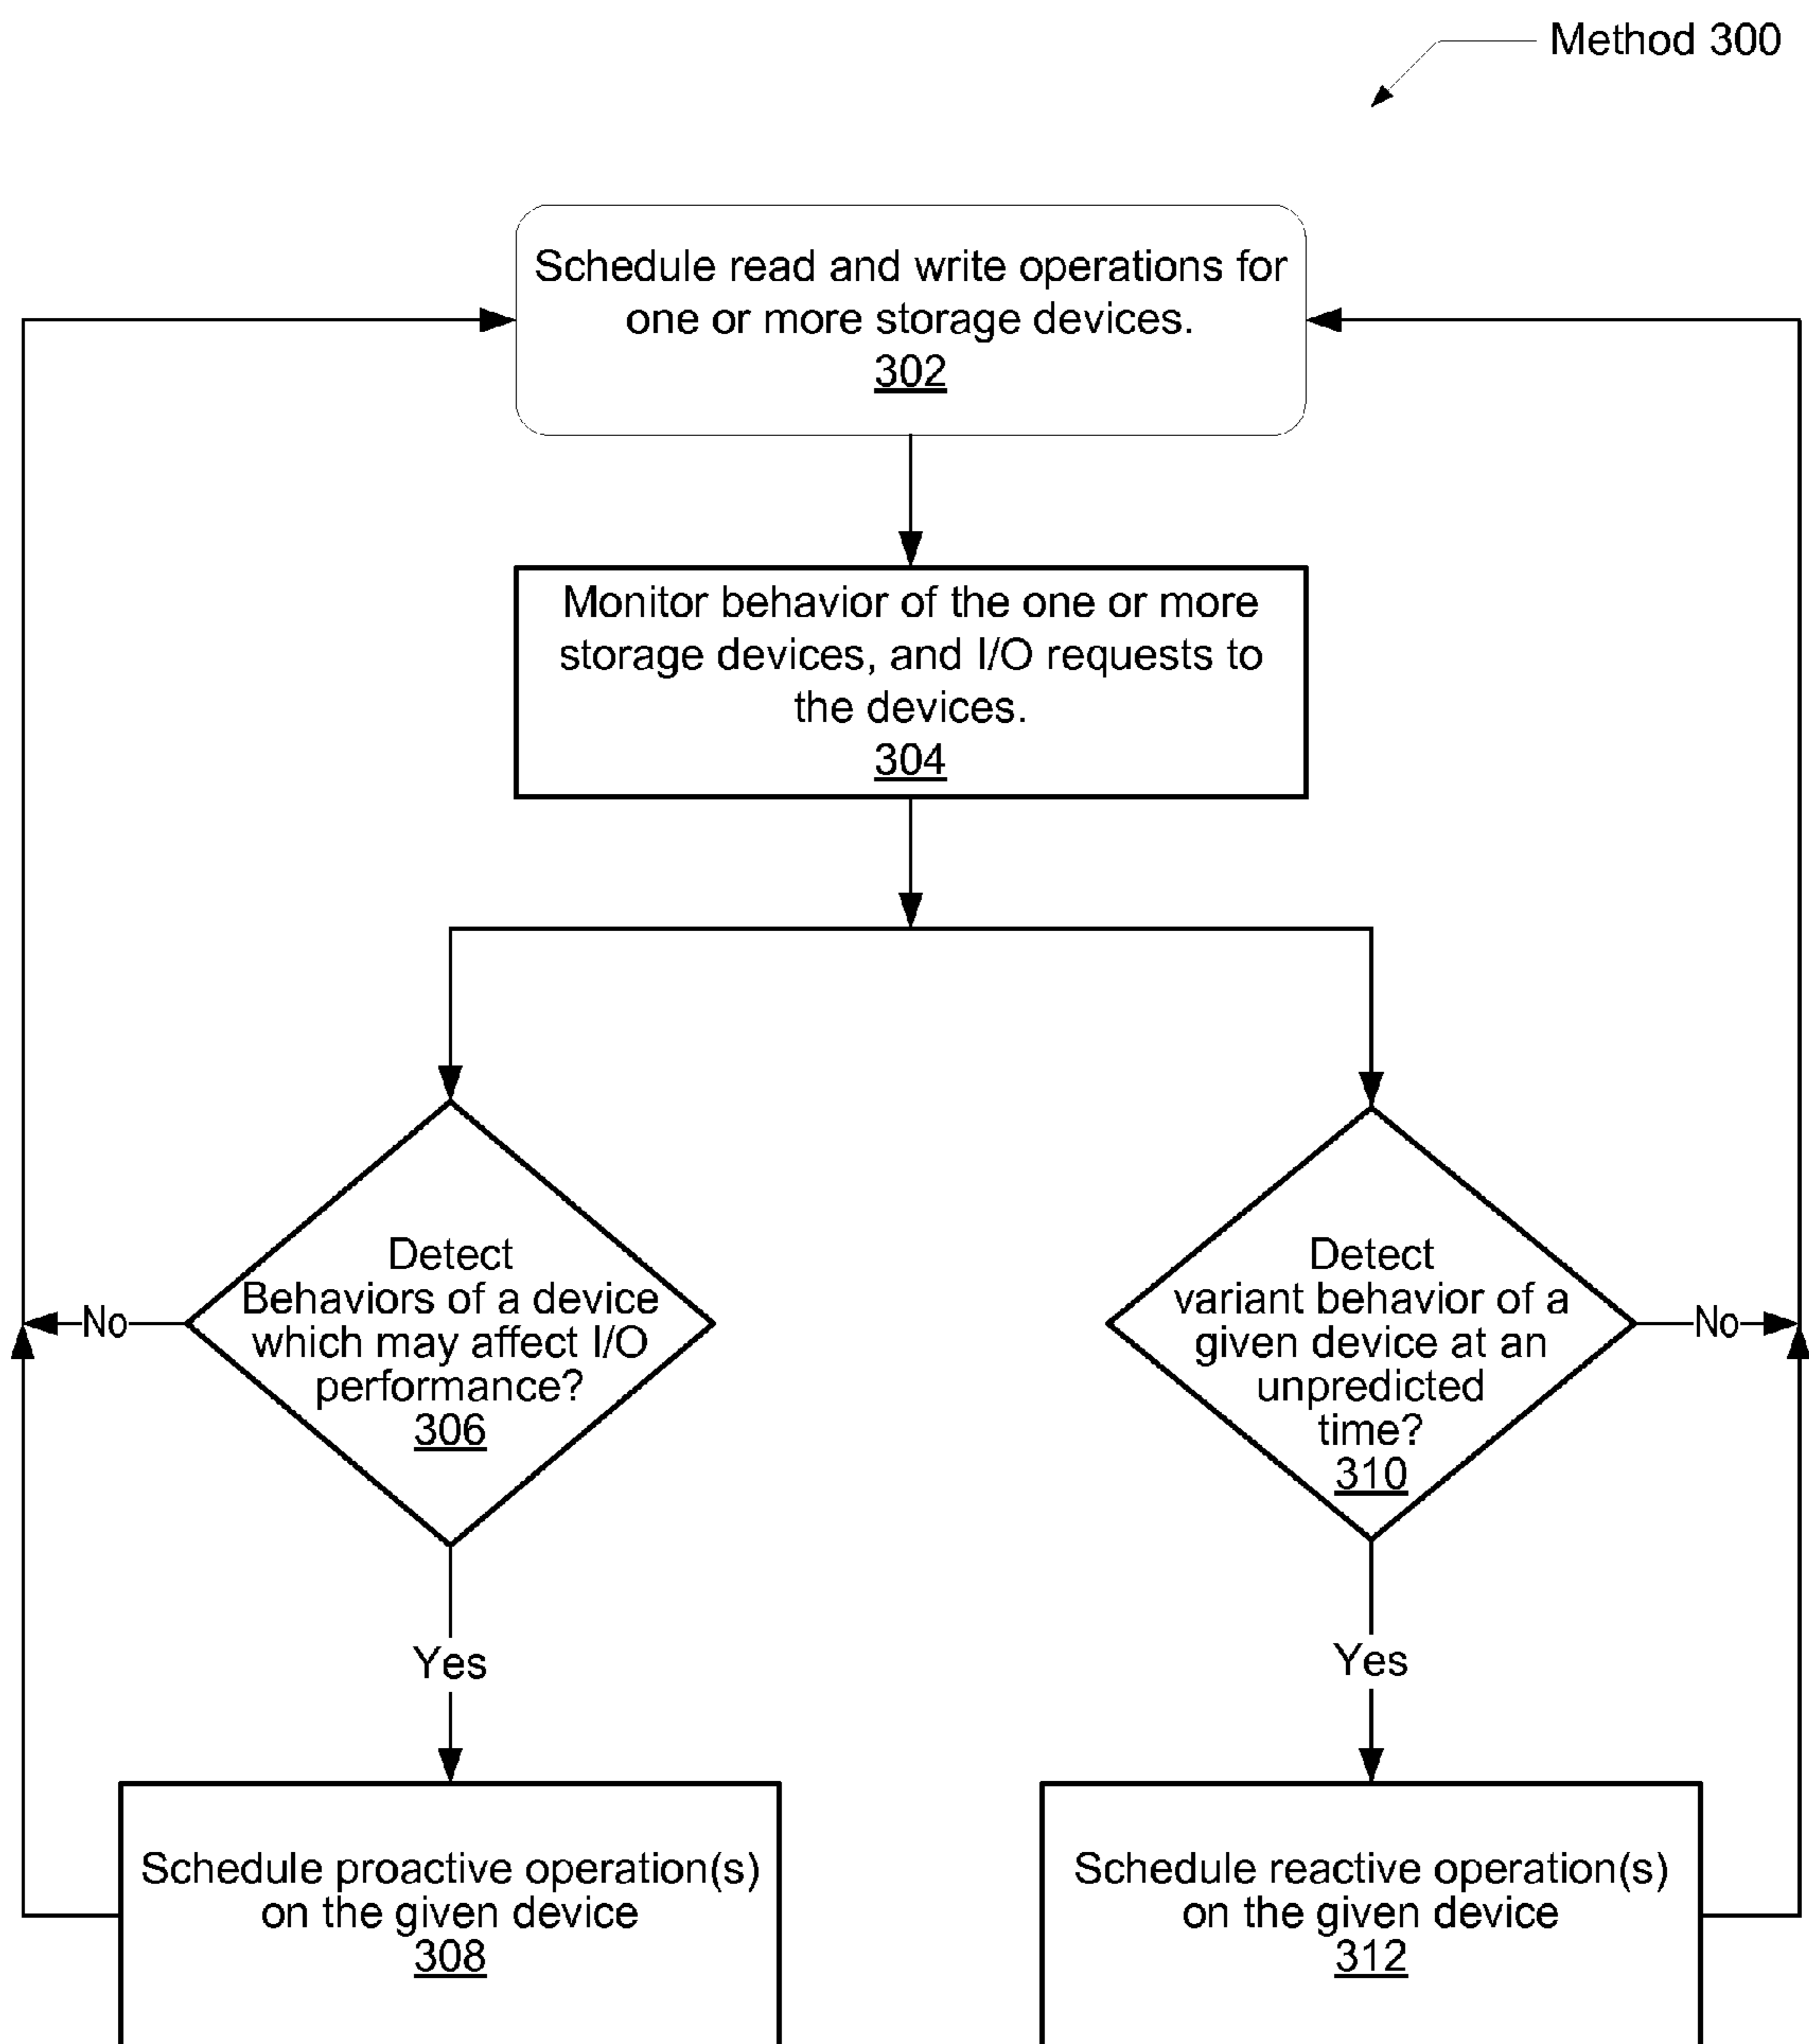 Method 300
Schedule read and write operations for
one or more storage devices.
302
Monitor behavior of the one or more
storage devices, and I/O requests to
the devices.
304
Detect
Behaviors of a device
which may affect I/O
performance?
306
No
Yes
Detect
variant behavior of a
given device at an
unpredicted
time?
310
No
Yes
Schedule proactive operation(s)
on the given device
308
Schedule reactive operation(s)
on the given device
312